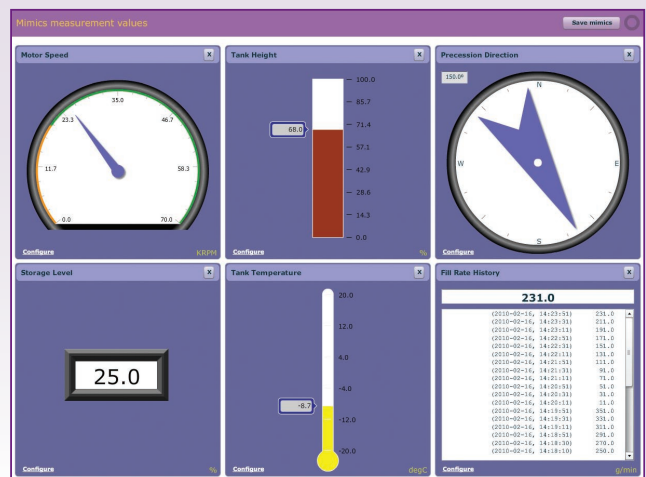 Mimics measurement values
Save mimics
Motor Speed
X
35.0
23.3
46.7
11.7
58.3
0.0
70.0
Configure
KRPM
Tank Height
X
100.0
85.7
71.4
68.0
57.1
42.9
28.6
14.3
0.0
Configure
%
Precession Direction
X
150.0º
N
W
E
S
Configure
Storage Level
X
25.0
Configure
%
Tank Temperature
X
20.0
12.0
4.0
-4.0
-8.7
-12.0
-20.0
Configure
degC
Fill Rate History
X
231.0
(2010-02-16, 14:23:51) 231.0
(2010-02-16, 14:23:31) 211.0
(2010-02-16, 14:23:11) 191.0
(2010-02-16, 14:22:51) 171.0
(2010-02-16, 14:22:31) 151.0
(2010-02-16, 14:22:11) 131.0
(2010-02-16, 14:21:51) 111.0
(2010-02-16, 14:21:31) 91.0
(2010-02-16, 14:21:11) 71.0
(2010-02-16, 14:20:51) 51.0
(2010-02-16, 14:20:31) 31.0
(2010-02-16, 14:20:11) 11.0
(2010-02-16, 14:19:51) 351.0
(2010-02-16, 14:19:31) 331.0
(2010-02-16, 14:19:11) 311.0
(2010-02-16, 14:18:51) 291.0
(2010-02-16, 14:18:30) 270.0
(2010-02-16, 14:18:10) 250.0
Configure
g/min